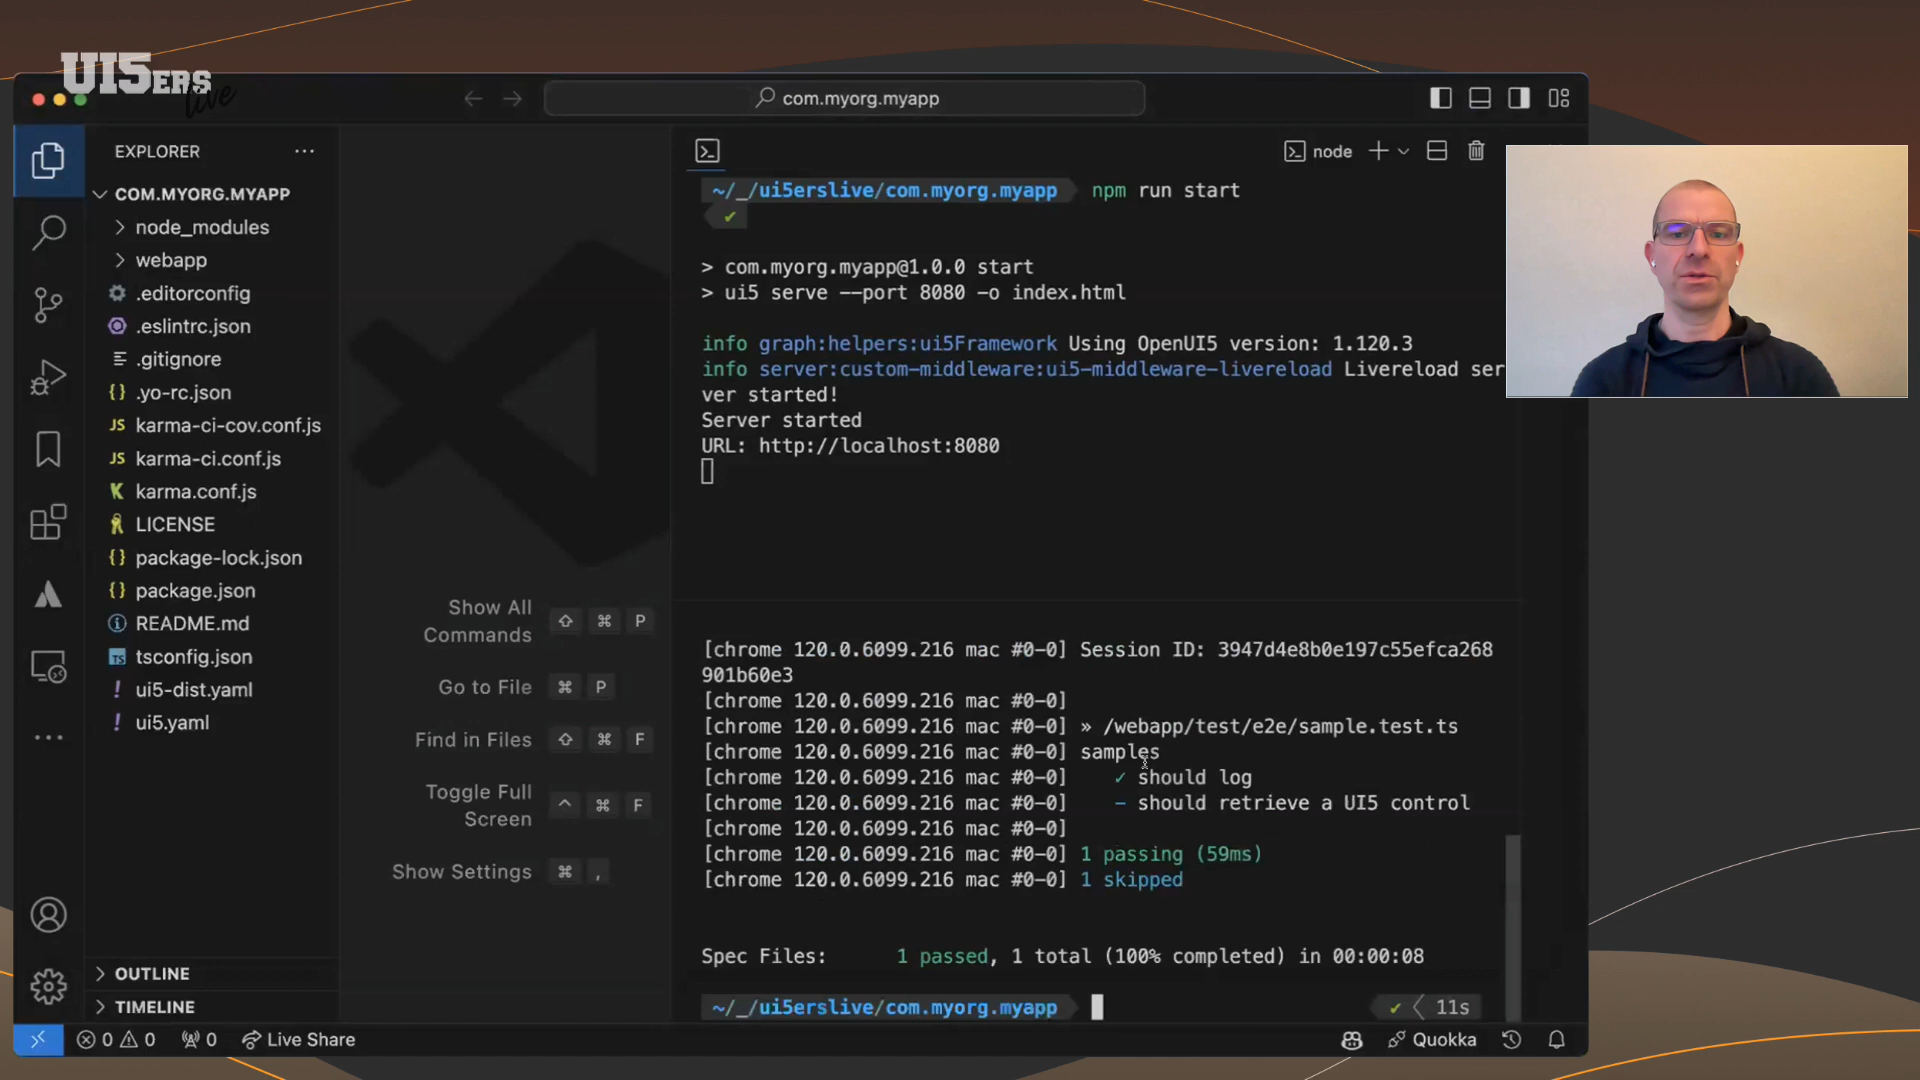 UI5ERS
live
com.myorg.myapp
EXPLORER
COM.MYORG.MYAPP
node_modules
webapp
.editorconfig
.eslintrc.json
.gitignore
.yo-rc.json
JS karma-ci-cov.conf.js
JS karma-ci.conf.js
karma.conf.js
LICENSE
{} package-lock.json
{} package.json
README.md
TS tsconfig.json
! ui5-dist.yaml
! ui5.yaml
OUTLINE
TIMELINE
Show All Commands ⇧ ⌘ P
Go to File ⌘ P
Find in Files ⇧ ⌘ F
Toggle Full Screen ^ ⌘ F
Show Settings ⌘ ,
node
~/_/ui5erslive/com.myorg.myapp npm run start
✔
> com.myorg.myapp@1.0.0 start
> ui5 serve --port 8080 -o index.html
info graph:helpers:ui5Framework Using OpenUI5 version: 1.120.3
info server:custom-middleware:ui5-middleware-livereload Livereload ser
ver started!
Server started
URL: http://localhost:8080
[chrome 120.0.6099.216 mac #0-0] Session ID: 3947d4e8b0e197c55efca268
901b60e3
[chrome 120.0.6099.216 mac #0-0]
[chrome 120.0.6099.216 mac #0-0] » /webapp/test/e2e/sample.test.ts
[chrome 120.0.6099.216 mac #0-0] samples
[chrome 120.0.6099.216 mac #0-0] ✓ should log
[chrome 120.0.6099.216 mac #0-0] - should retrieve a UI5 control
[chrome 120.0.6099.216 mac #0-0]
[chrome 120.0.6099.216 mac #0-0] 1 passing (59ms)
[chrome 120.0.6099.216 mac #0-0] 1 skipped
Spec Files: 1 passed, 1 total (100% completed) in 00:00:08
~/_/ui5erslive/com.myorg.myapp ✔ 11s
0 0 0 Live Share Quokka